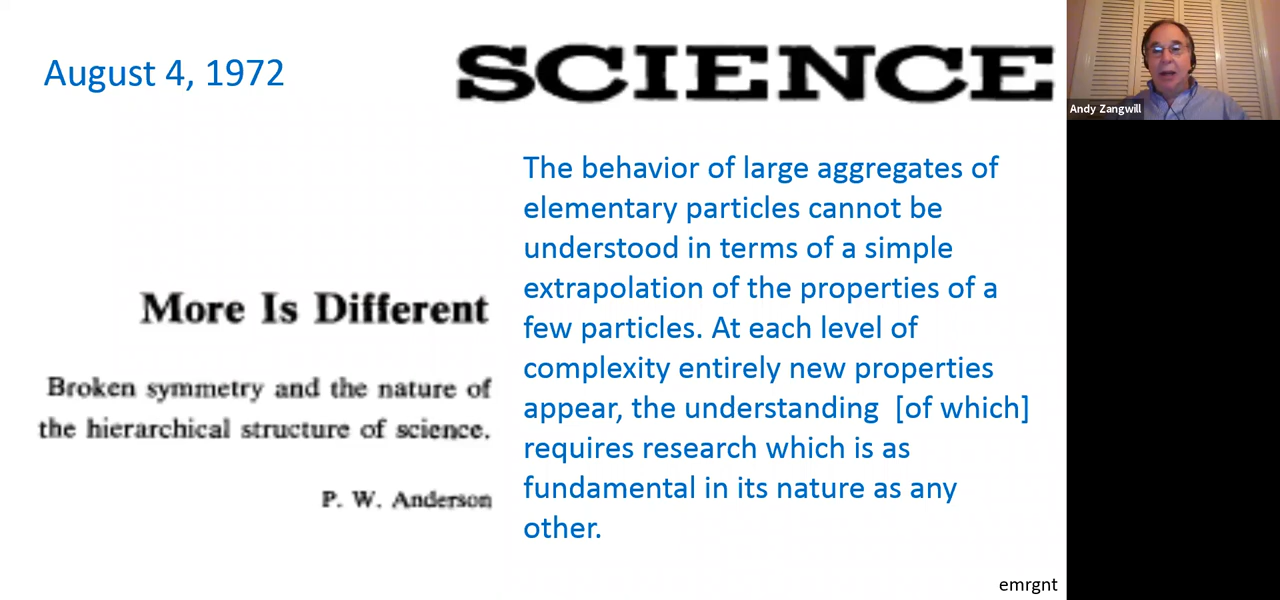 August 4, 1972
SCIENCE
Andy Zangwill
More Is Different
Broken symmetry and the nature of
the hierarchical structure of science.
P. W. Anderson
The behavior of large aggregates of
elementary particles cannot be
understood in terms of a simple
extrapolation of the properties of a
few particles. At each level of
complexity entirely new properties
appear, the understanding [of which]
requires research which is as
fundamental in its nature as any
other.
emrgnt